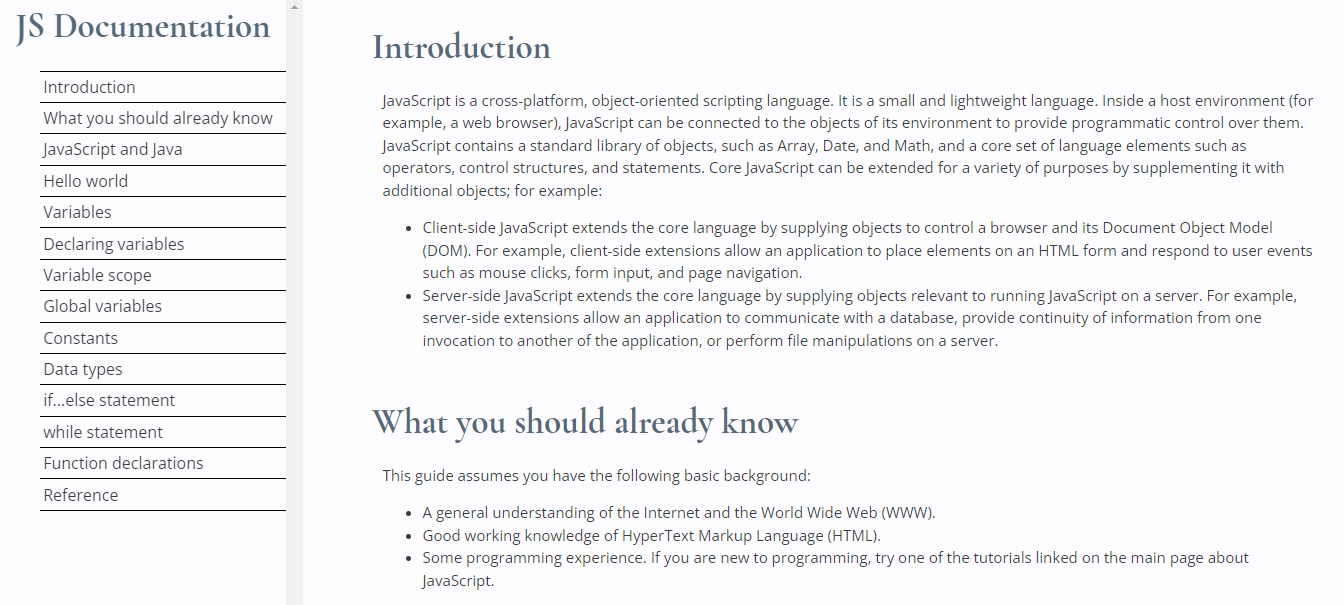 JS Documentation
Introduction
What you should already know
JavaScript and Java
Hello world
Variables
Declaring variables
Variable scope
Global variables
Constants
Data types
if...else statement
while statement
Function declarations
Reference
Introduction
JavaScript is a cross-platform, object-oriented scripting language. It is a small and lightweight language. Inside a host environment (for
example, a web browser), JavaScript can be connected to the objects of its environment to provide programmatic control over them.
JavaScript contains a standard library of objects, such as Array, Date, and Math, and a core set of language elements such as
operators, control structures, and statements. Core JavaScript can be extended for a variety of purposes by supplementing it with
additional objects; for example:
• Client-side JavaScript extends the core language by supplying objects to control a browser and its Document Object Model
(DOM). For example, client-side extensions allow an application to place elements on an HTML form and respond to user events
such as mouse clicks, form input, and page navigation.
• Server-side JavaScript extends the core language by supplying objects relevant to running JavaScript on a server. For example,
server-side extensions allow an application to communicate with a database, provide continuity of information from one
invocation to another of the application, or perform file manipulations on a server.
What you should already know
This guide assumes you have the following basic background:
• A general understanding of the Internet and the World Wide Web (WWW).
• Good working knowledge of HyperText Markup Language (HTML).
• Some programming experience. If you are new to programming, try one of the tutorials linked on the main page about
JavaScript.